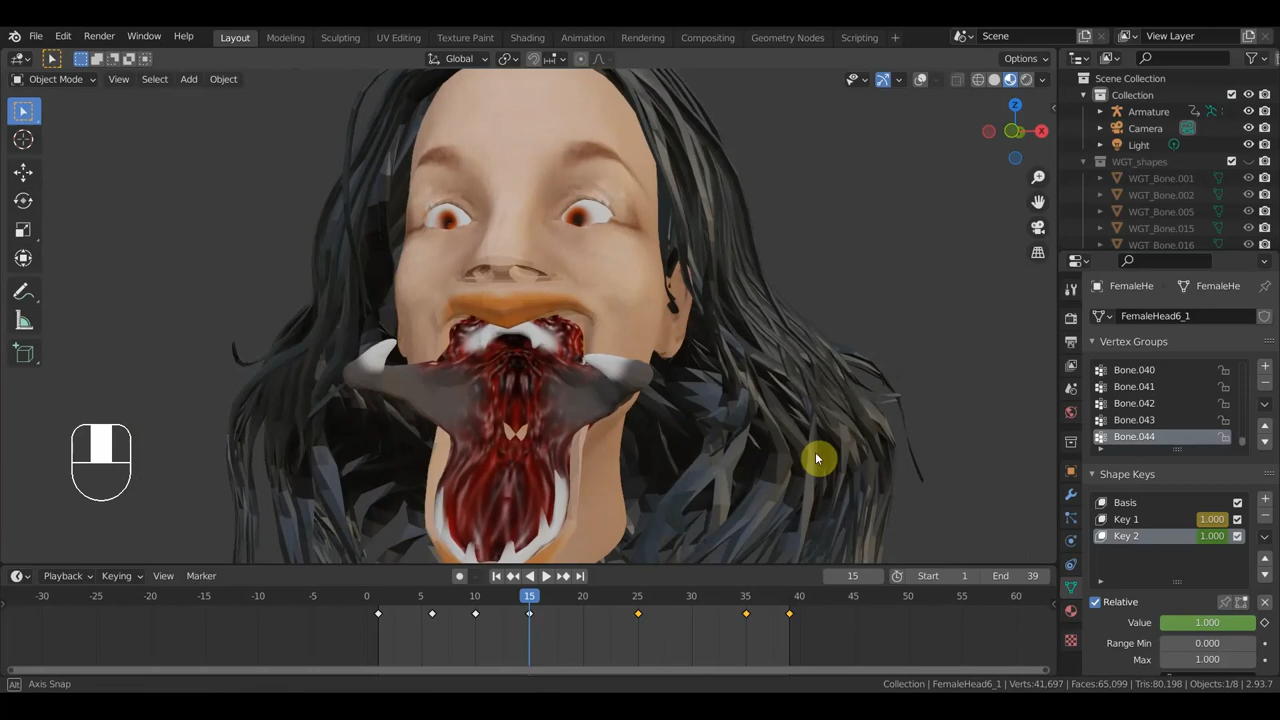 File Edit Render Window Help Layout Modeling Sculpting UV Editing Texture Paint Shading Animation Rendering Compositing Geometry Nodes Scripting + Scene View Layer
Global Options
Object Mode View Select Add Object
Scene Collection
Collection
Armature
Camera
Light
WGT_shapes
WGT_Bone.001
WGT_Bone.002
WGT_Bone.005
WGT_Bone.015
WGT_Bone.016
Z
X
FemaleHe FemaleHe
FemaleHead6_1
Vertex Groups
Bone.040
Bone.041
Bone.042
Bone.043
Bone.044
Shape Keys
Basis
Key 1 1.000
Key 2 1.000
Relative
Value 1.000
Range Min 0.000
Max 1.000
Playback Keying View Marker 15 Start 1 End 39
-30 -25 -20 -15 -10 -5 0 5 10 15 20 25 30 35 40 45 50 55 60
Alt Axis Snap Collection | FemaleHead6_1 | Verts:41,697 | Faces:65,099 | Tris:80,198 | Objects:1/8 | 2.93.7